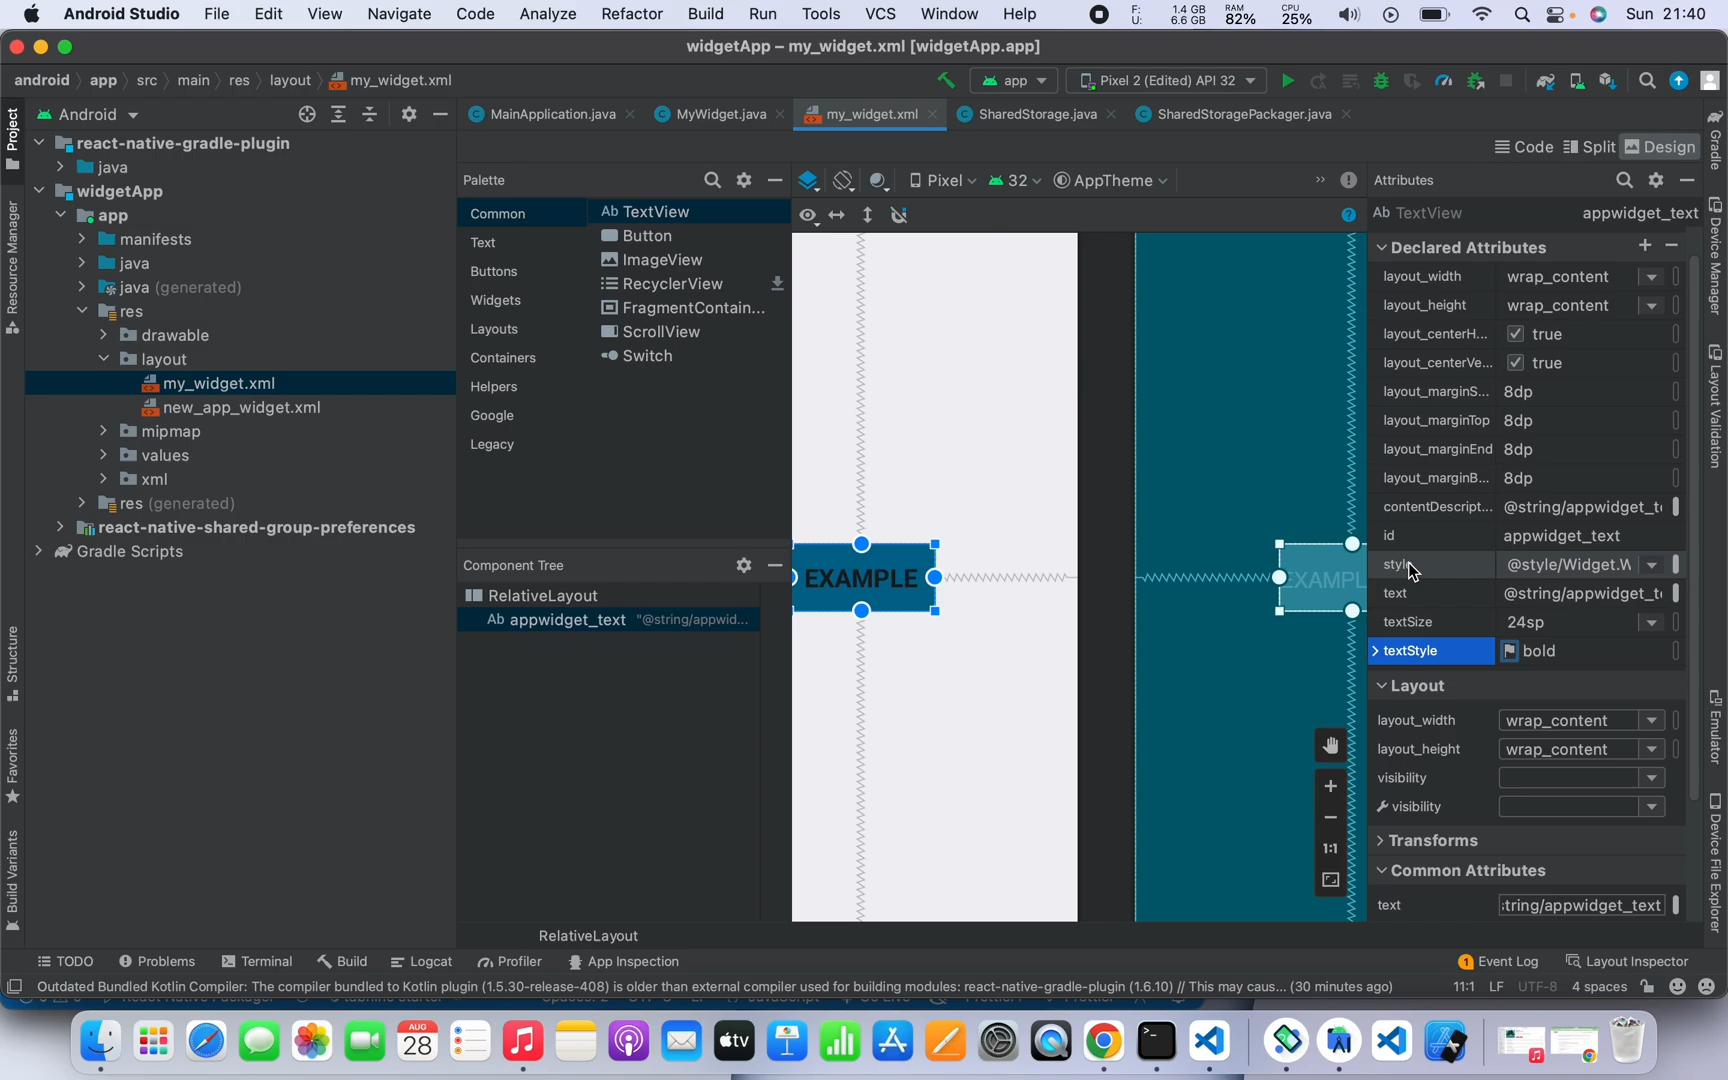 Android Studio File Edit View Navigate Code Analyze Refactor Build Run Tools VCS Window Help F: 1.4 GB U: 6.6 GB RAM 82% CPU 25% Sun 21:40
widgetApp – my_widget.xml [widgetApp.app]
android app src main res layout my_widget.xml app Pixel 2 (Edited) API 32
Android MainApplication.java MyWidget.java my_widget.xml SharedStorage.java SharedStoragePackager.java
Code Split Design
react-native-gradle-plugin
java
widgetApp
app
manifests
java
java (generated)
res
drawable
layout
my_widget.xml
new_app_widget.xml
mipmap
values
xml
res (generated)
react-native-shared-group-preferences
Gradle Scripts
Project
Resource Manager
Structure
Favorites
Build Variants
Palette
Common
Text
Buttons
Widgets
Layouts
Containers
Helpers
Google
Legacy
Ab TextView
Button
ImageView
RecyclerView
FragmentContain...
ScrollView
Switch
Component Tree
RelativeLayout
Ab appwidget_text "@string/appwid...
Pixel 32 AppTheme
EXAMPLE
EXAMPL
1:1
Attributes
Ab TextView appwidget_text
Declared Attributes
layout_width wrap_content
layout_height wrap_content
layout_centerH... true
layout_centerVe... true
layout_marginS... 8dp
layout_marginTop 8dp
layout_marginEnd 8dp
layout_marginB... 8dp
contentDescript... @string/appwidget_t
id appwidget_text
style @style/Widget.W
text @string/appwidget_t
textSize 24sp
textStyle bold
Layout
layout_width wrap_content
layout_height wrap_content
visibility
visibility
Transforms
Common Attributes
text string/appwidget_text
Gradle
Device Manager
Layout Validation
Emulator
Device File Explorer
RelativeLayout
TODO Problems Terminal Build Logcat Profiler App Inspection 1 Event Log Layout Inspector
Outdated Bundled Kotlin Compiler: The compiler bundled to Kotlin plugin (1.5.30-release-408) is older than external compiler used for building modules: react-native-gradle-plugin (1.6.10) // This may caus... (30 minutes ago) 11:1 LF UTF-8 4 spaces
AUG
28
tv